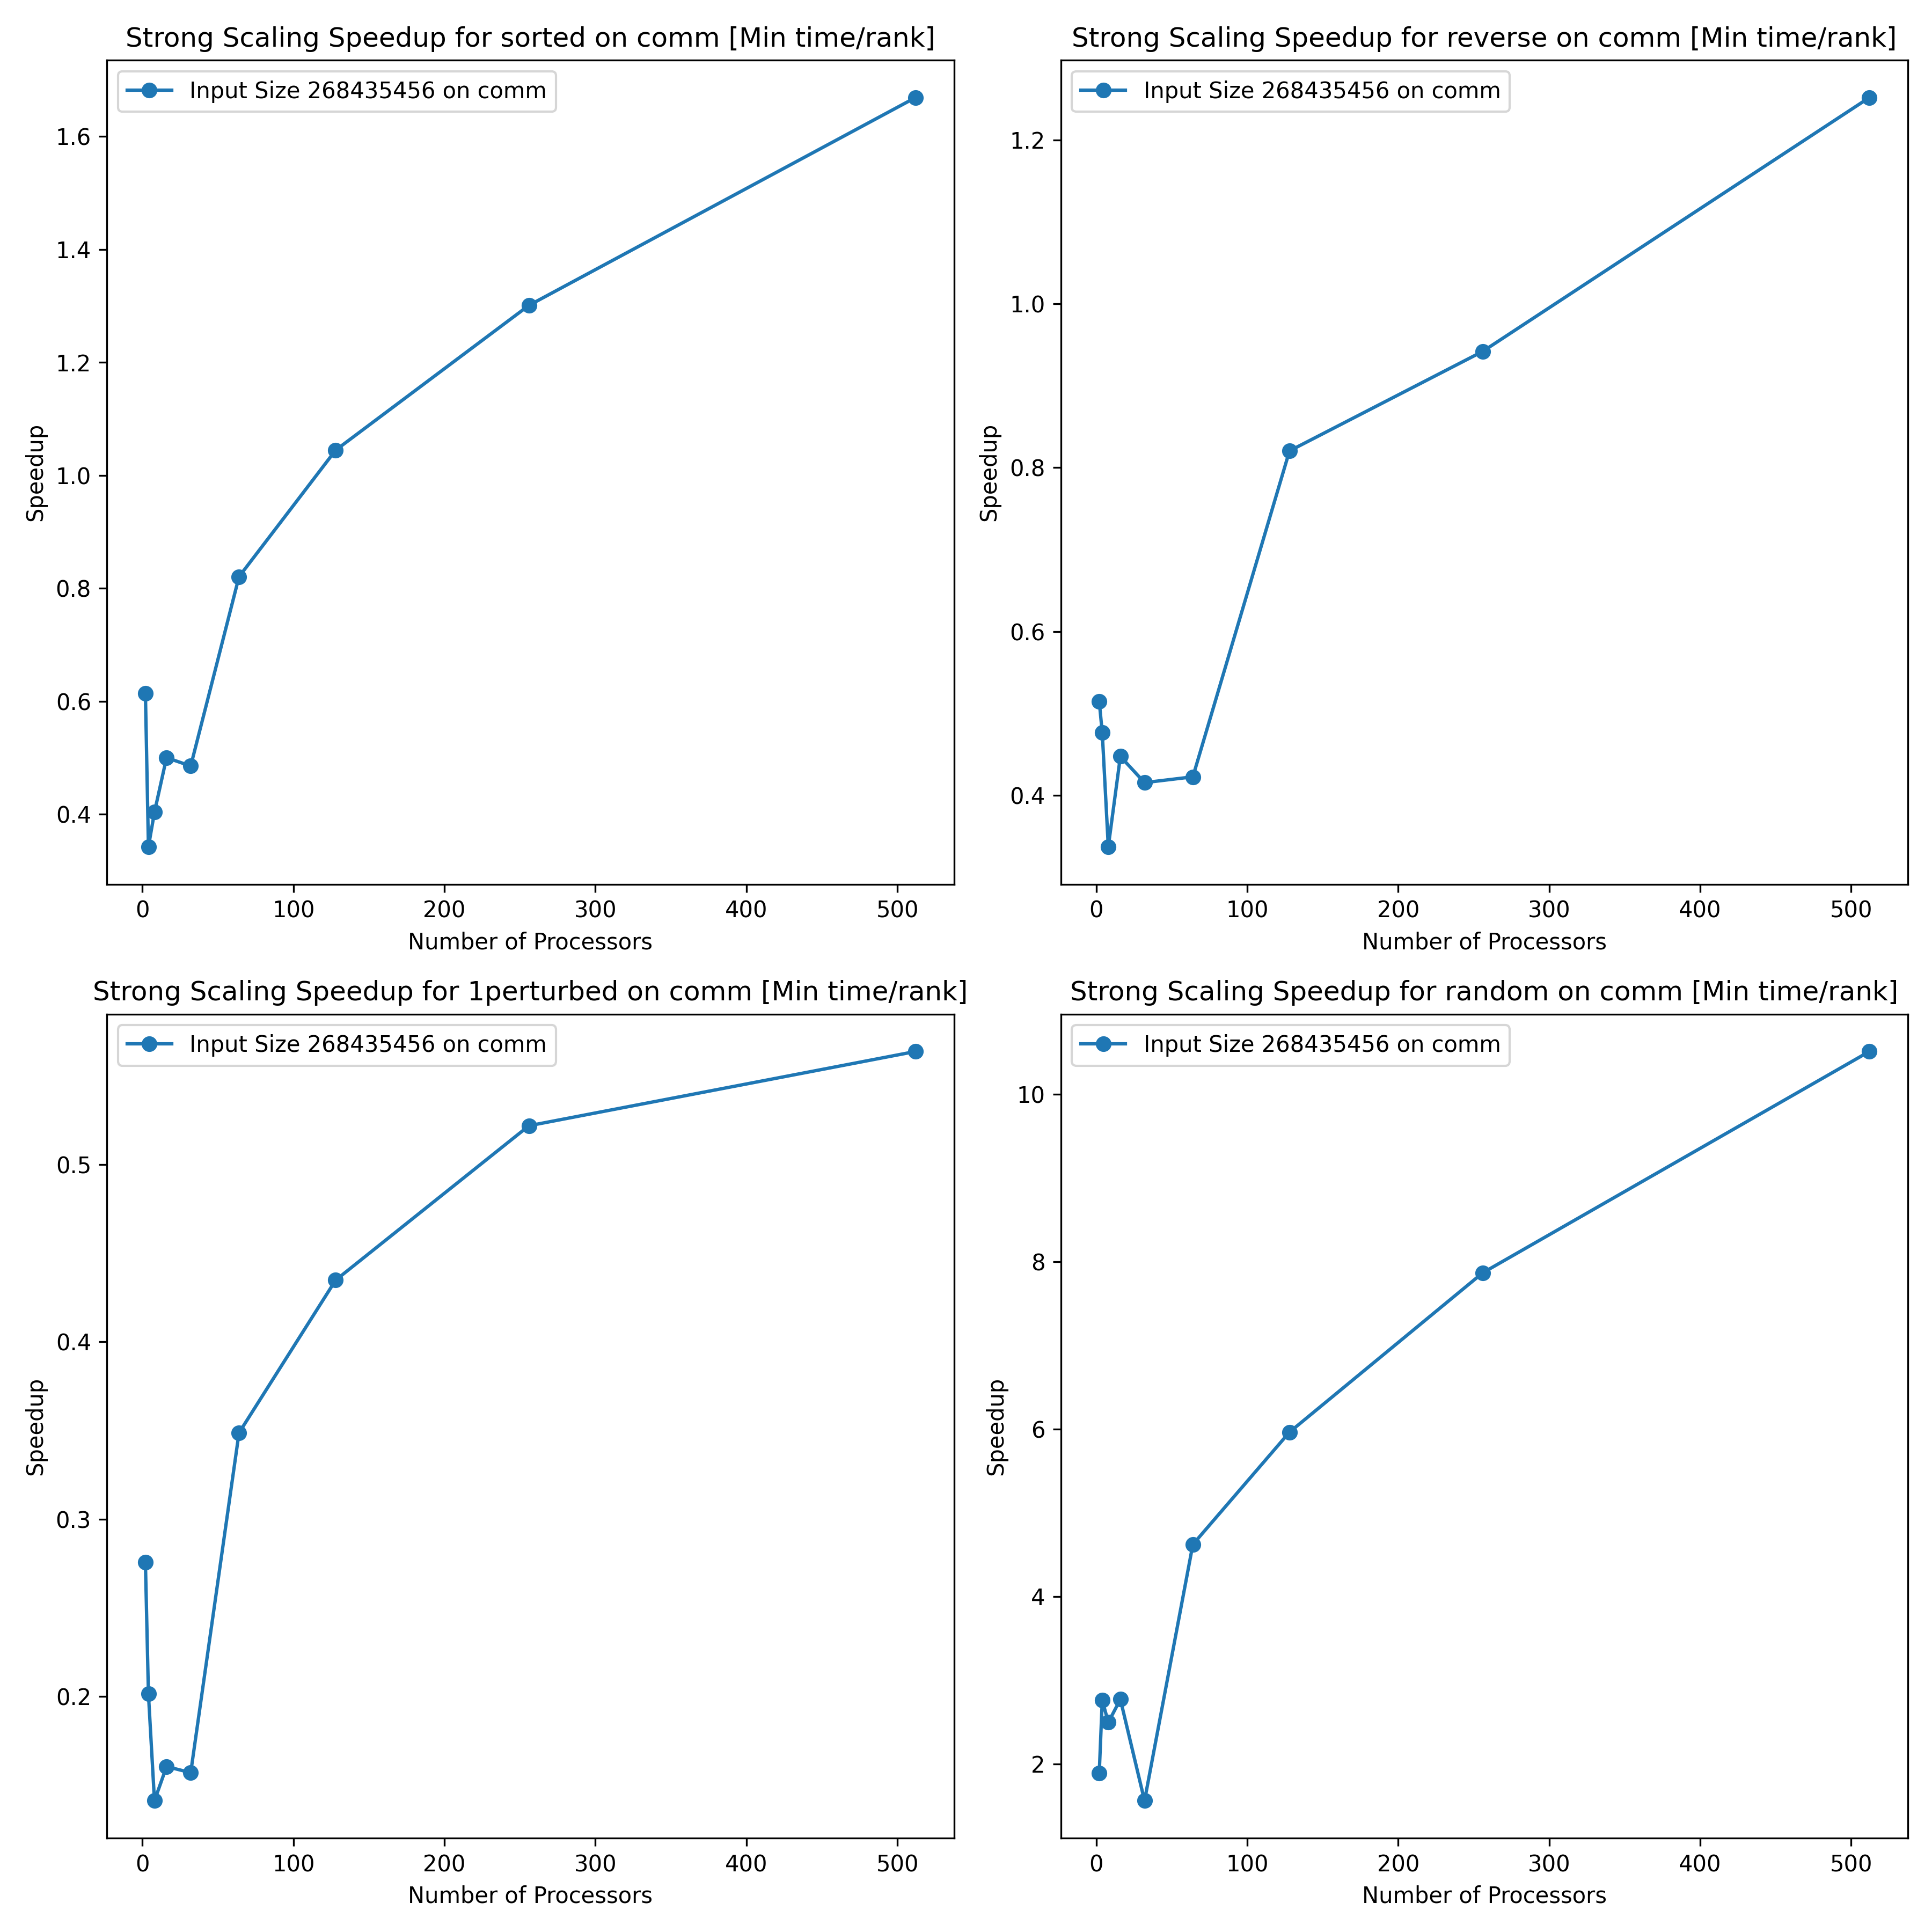 Strong Scaling Speedup for sorted on comm [Min time/rank]
Input Size 268435456 on comm
1.6
1.4
1.2
1.0
0.8
0.6
0.4
Speedup
0 100 200 300 400 500
Number of Processors
Strong Scaling Speedup for reverse on comm [Min time/rank]
Input Size 268435456 on comm
1.2
1.0
0.8
0.6
0.4
Speedup
0 100 200 300 400 500
Number of Processors
Strong Scaling Speedup for 1perturbed on comm [Min time/rank]
Input Size 268435456 on comm
0.5
0.4
0.3
0.2
Speedup
0 100 200 300 400 500
Number of Processors
Strong Scaling Speedup for random on comm [Min time/rank]
Input Size 268435456 on comm
10
8
6
4
2
Speedup
0 100 200 300 400 500
Number of Processors